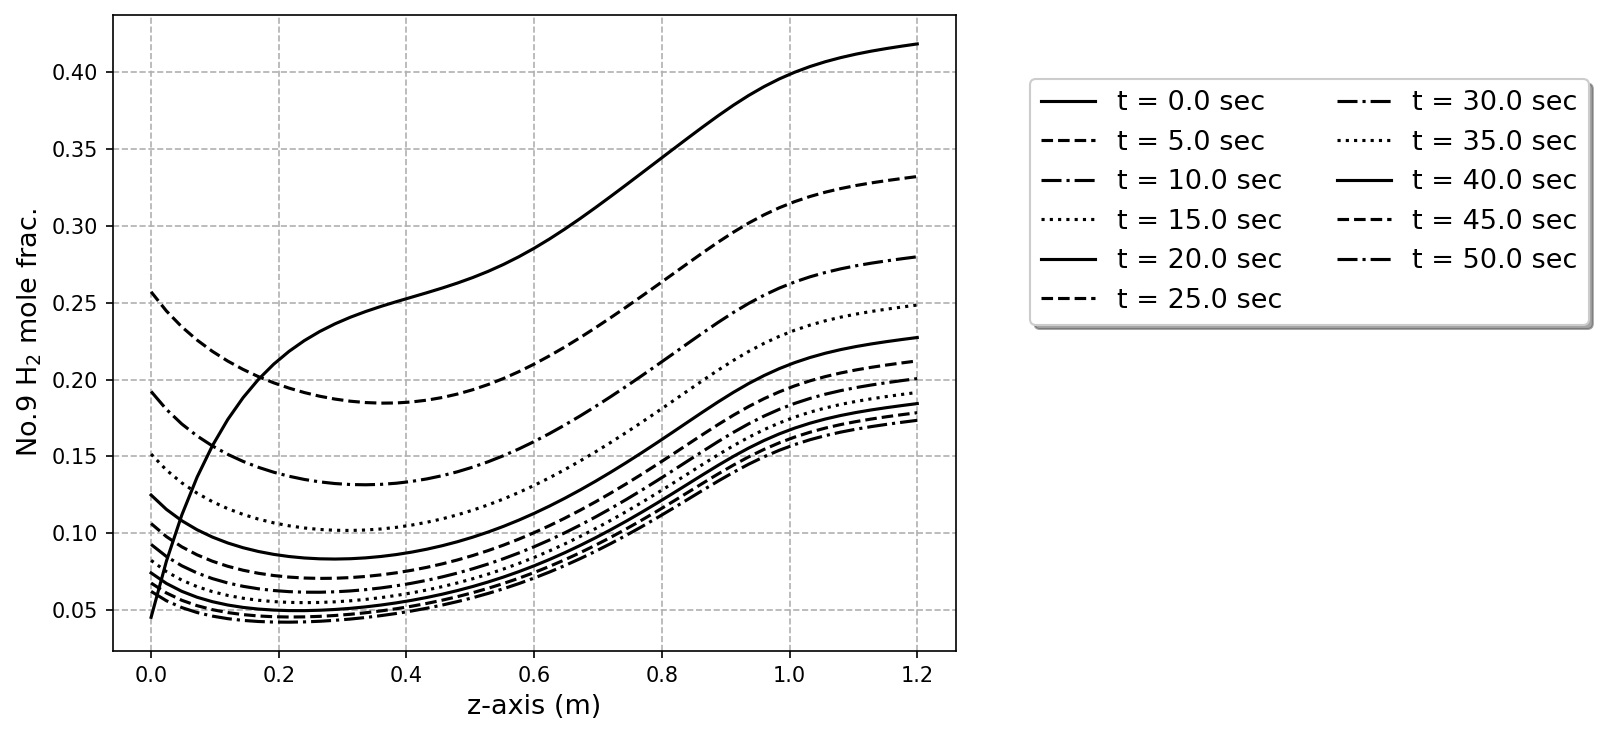 No.9 H₂ mole frac.
0.40
0.35
0.30
0.25
0.20
0.15
0.10
0.05
0.0 0.2 0.4 0.6 0.8 1.0 1.2
z-axis (m)
t = 0.0 sec
t = 5.0 sec
t = 10.0 sec
t = 15.0 sec
t = 20.0 sec
t = 25.0 sec
t = 30.0 sec
t = 35.0 sec
t = 40.0 sec
t = 45.0 sec
t = 50.0 sec